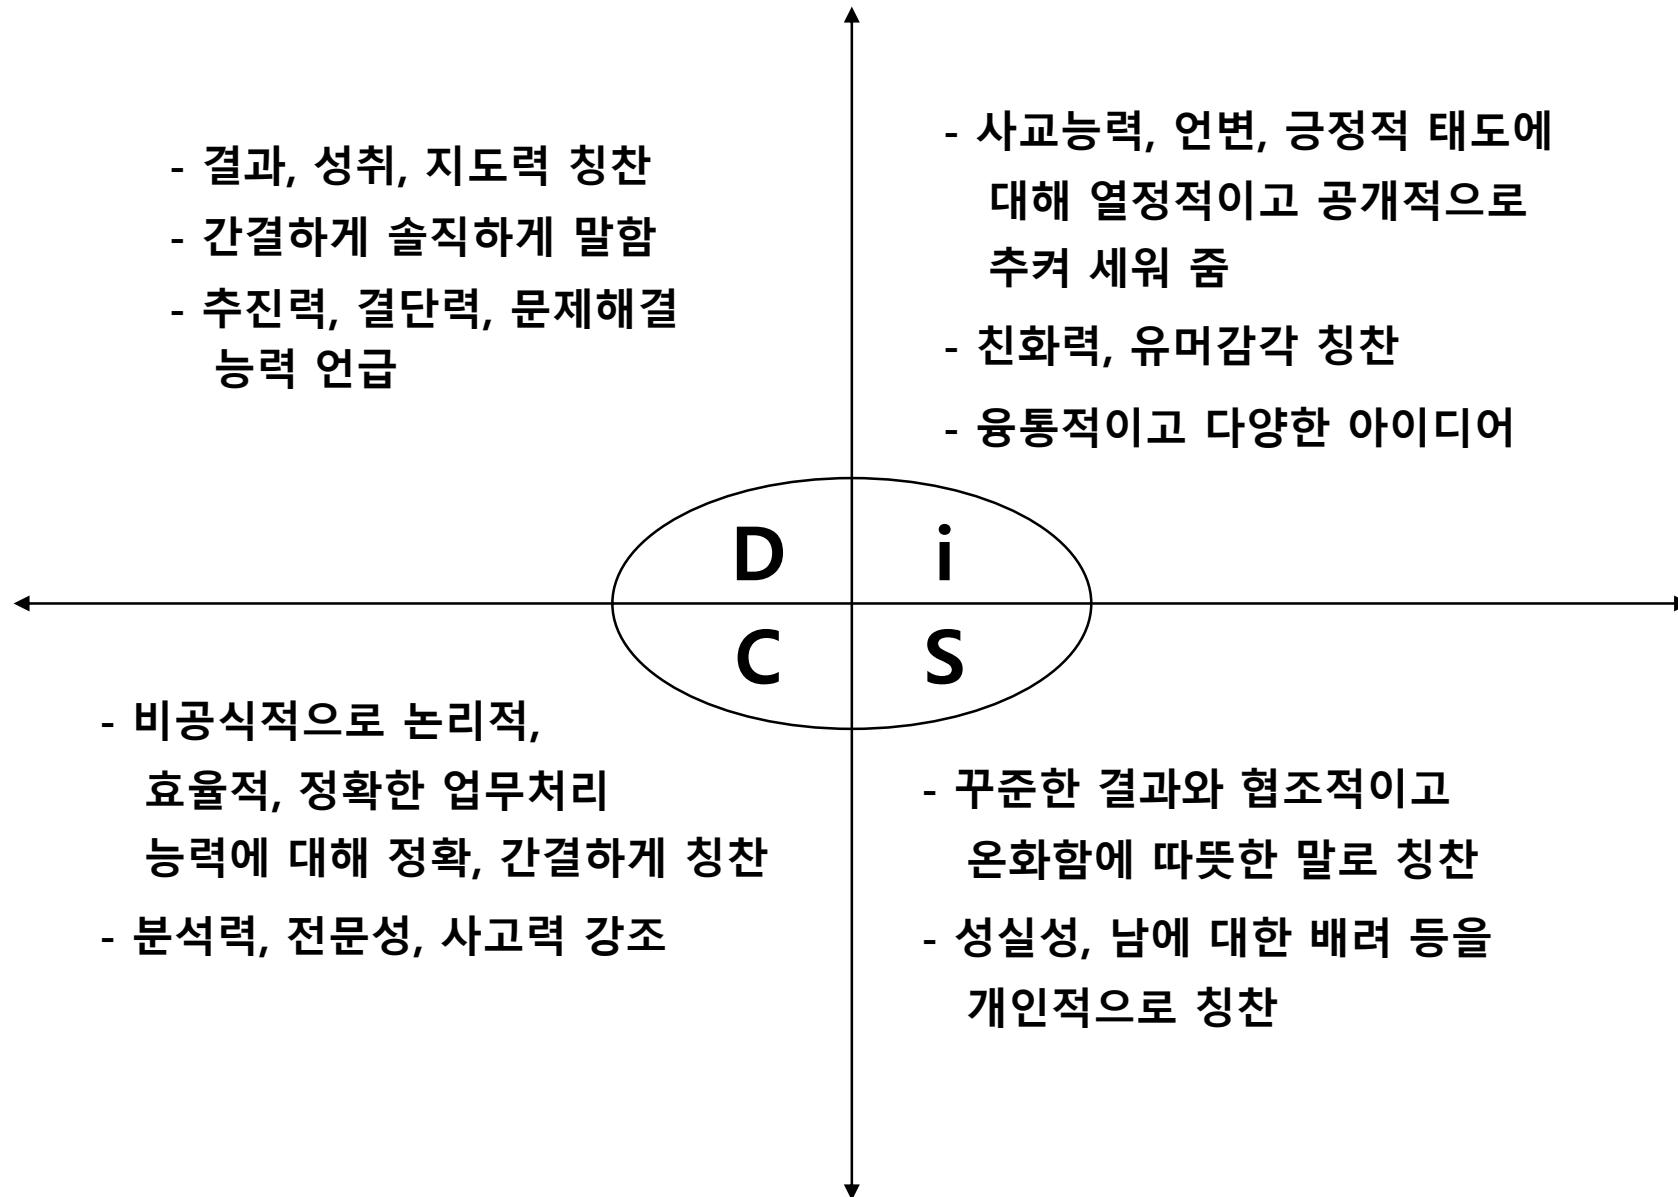 - 결과, 성취, 지도력 칭찬
- 간결하게 솔직하게 말함
- 추진력, 결단력, 문제해결
능력 언급
- 사교능력, 언변, 긍정적 태도에
대해 열정적이고 공개적으로
추켜 세워 줌
- 친화력, 유머감각 칭찬
- 융통적이고 다양한 아이디어
D i
C S
- 비공식적으로 논리적,
효율적, 정확한 업무처리
능력에 대해 정확, 간결하게 칭찬
- 분석력, 전문성, 사고력 강조
- 꾸준한 결과와 협조적이고
온화함에 따뜻한 말로 칭찬
- 성실성, 남에 대한 배려 등을
개인적으로 칭찬